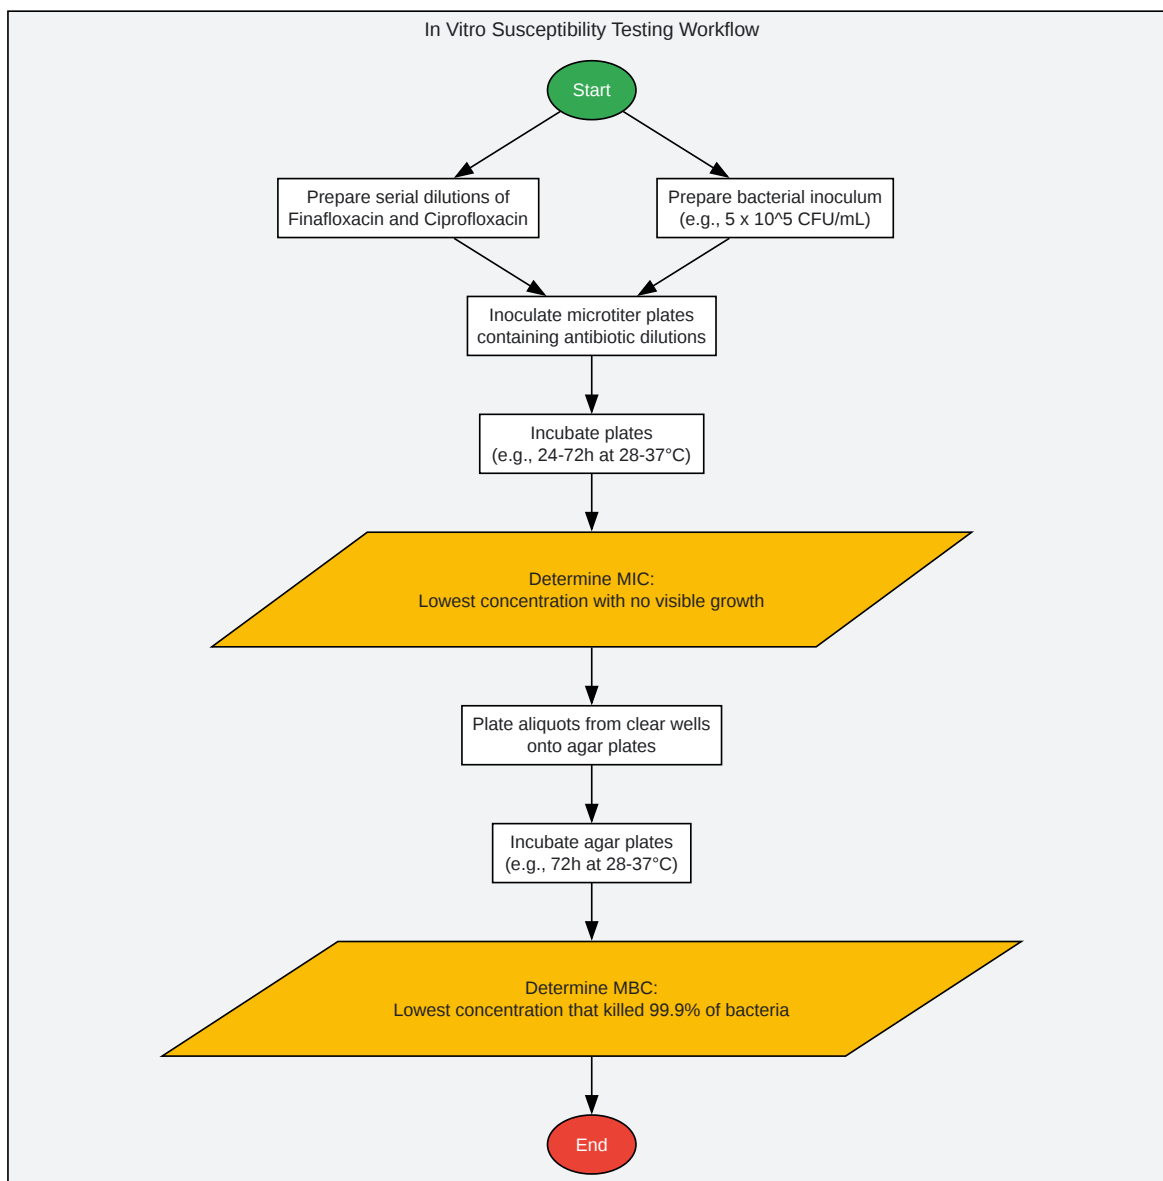 In Vitro Susceptibility Testing Workflow
Start
Prepare serial dilutions of
Finafloxacin and Ciprofloxacin
Prepare bacterial inoculum
(e.g., 5 x 10^5 CFU/mL)
Inoculate microtiter plates
containing antibiotic dilutions
Incubate plates
(e.g., 24-72h at 28-37°C)
Determine MIC:
Lowest concentration with no visible growth
Plate aliquots from clear wells
onto agar plates
Incubate agar plates
(e.g., 72h at 28-37°C)
Determine MBC:
Lowest concentration that killed 99.9% of bacteria
End